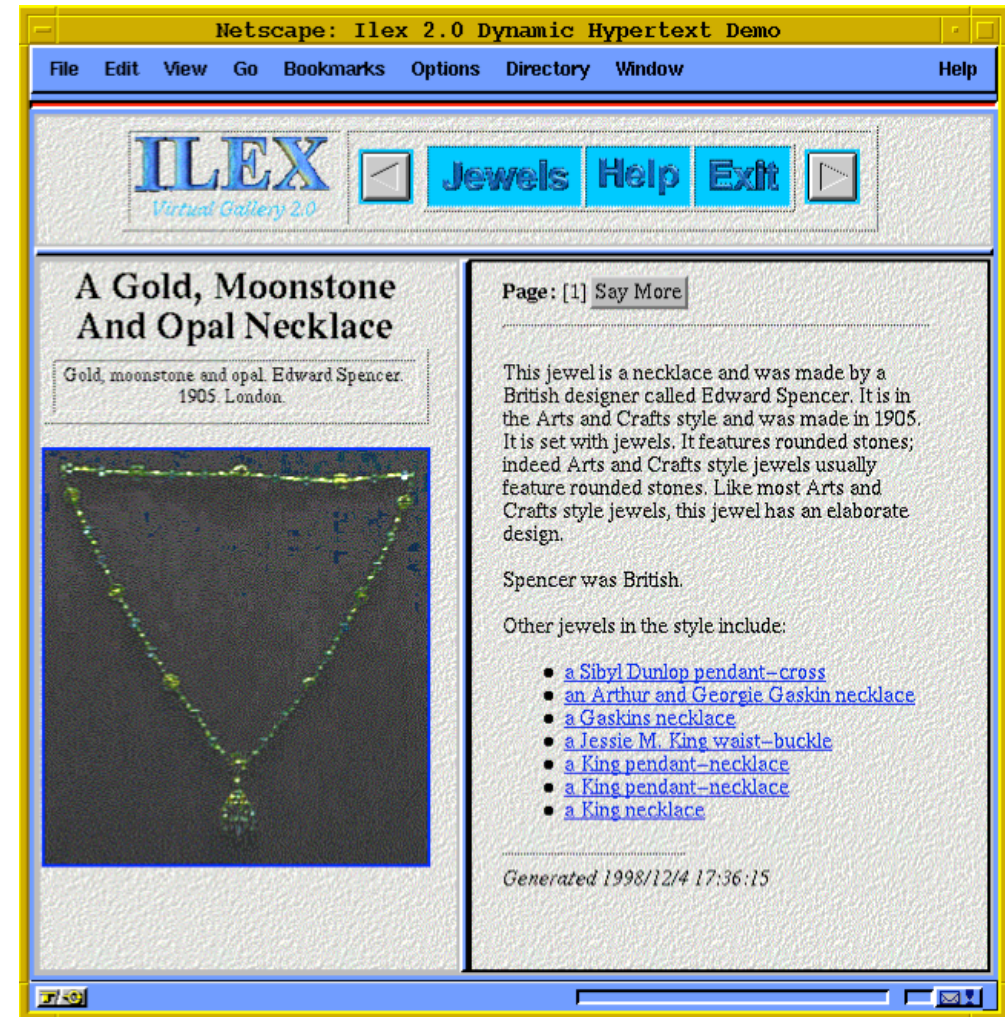 Netscape: Ilex 2.0 Dynamic Hypertext Demo
File Edit View Go Bookmarks Options Directory Window Help
ILEX
Virtual Gallery 2.0
Jewels Help Exit
A Gold, Moonstone
And Opal Necklace
Gold, moonstone and opal. Edward Spencer.
1905. London.
Page: [1] Say More
This jewel is a necklace and was made by a
British designer called Edward Spencer. It is in
the Arts and Crafts style and was made in 1905.
It is set with jewels. It features rounded stones;
indeed Arts and Crafts style jewels usually
feature rounded stones. Like most Arts and
Crafts style jewels, this jewel has an elaborate
design.
Spencer was British.
Other jewels in the style include:
• a Sibyl Dunlop pendant-cross
• an Arthur and Georgie Gaskin necklace
• a Gaskins necklace
• a Jessie M. King waist-buckle
• a King pendant-necklace
• a King pendant-necklace
• a King necklace
Generated 1998/12/4 17:36:15